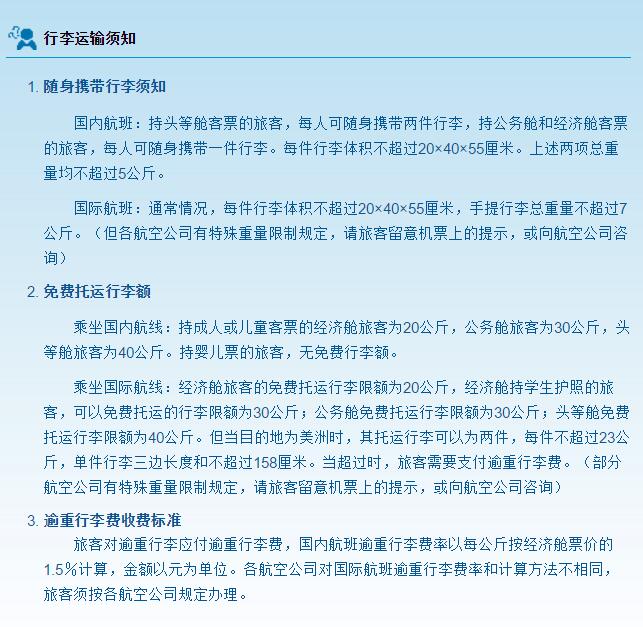 行李运输须知
1. 随身携带行李须知
国内航班：持头等舱客票的旅客，每人可随身携带两件行李，持公务舱和经济舱客票
的旅客，每人可随身携带一件行李。每件行李体积不超过20×40×55厘米。上述两项总重
量均不超过5公斤。
国际航班：通常情况，每件行李体积不超过20×40×55厘米，手提行李总重量不超过7
公斤。（但各航空公司有特殊重量限制规定，请旅客留意机票上的提示，或向航空公司咨
询）
2. 免费托运行李额
乘坐国内航线：持成人或儿童客票的经济舱旅客为20公斤，公务舱旅客为30公斤，头
等舱旅客为40公斤。持婴儿票的旅客，无免费行李额。
乘坐国际航线：经济舱旅客的免费托运行李限额为20公斤，经济舱持学生护照的旅
客，可以免费托运的行李限额为30公斤；公务舱免费托运行李限额为30公斤；头等舱免费
托运行李限额为40公斤。但当目的地为美洲时，其托运行李可以为两件，每件不超过23公
斤，单件行李三边长度和不超过158厘米。当超过时，旅客需要支付逾重行李费。（部分
航空公司有特殊重量限制规定，请旅客留意机票上的提示，或向航空公司咨询）
3. 逾重行李费收费标准
旅客对逾重行李应付逾重行李费，国内航班逾重行李费率以每公斤按经济舱票价的
1.5％计算，金额以元为单位。各航空公司对国际航班逾重行李费率和计算方法不相同，
旅客须按各航空公司规定办理。